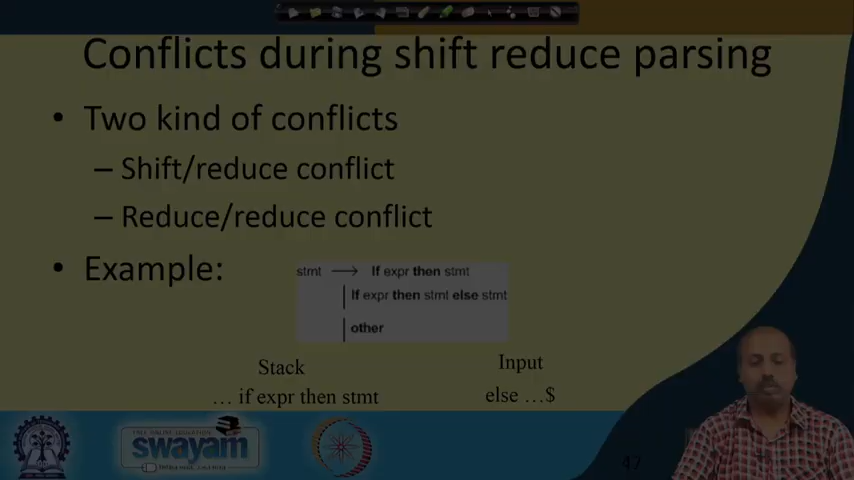 Conflicts during shift reduce parsing
• Two kind of conflicts
– Shift/reduce conflict
– Reduce/reduce conflict
• Example:
stmt → If expr then stmt
| If expr then stmt else stmt
| other
Stack Input
… if expr then stmt else …$
swayam
47